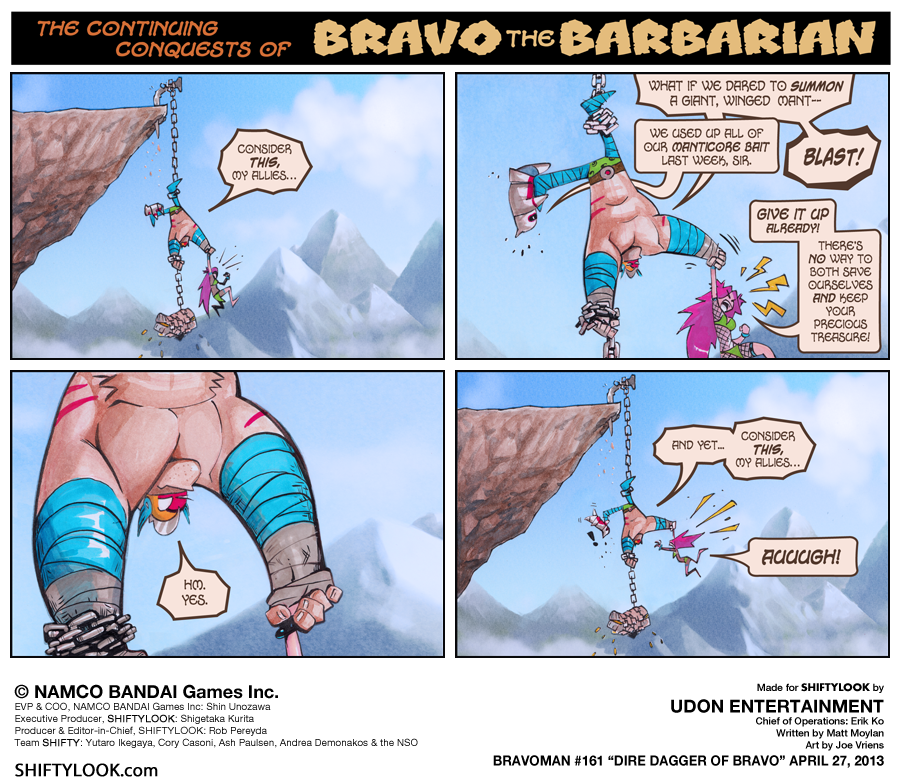 THE CONTINUING
CONQUESTS OF
BRAVO THE BARBARIAN
CONSIDER
THIS,
MY ALLIES...
WHAT IF WE DARED TO SUMMON
A GIANT, WINGED MANT--
WE USED UP ALL OF
OUR MANTICORE BAIT
LAST WEEK, SIR.
BLAST!
GIVE IT UP
ALREADY!
THERE'S
NO WAY TO
BOTH SAVE
OURSELVES
AND KEEP
YOUR
PRECIOUS
TREASURE!
HM.
YES.
AND YET...
CONSIDER
THIS,
MY ALLIES...
AUUUGH!
© NAMCO BANDAI Games Inc.
EVP & COO, NAMCO BANDAI Games Inc: Shin Unozawa
Executive Producer, SHIFTYLOOK: Shigetaka Kurita
Producer & Editor-in-Chief, SHIFTYLOOK: Rob Pereyda
Team SHIFTY: Yutaro Ikegaya, Cory Casoni, Ash Paulsen, Andrea Demonakos & the NSO
SHIFTYLOOK.com
Made for SHIFTYLOOK by
UDON ENTERTAINMENT
Chief of Operations: Erik Ko
Written by Matt Moylan
Art by Joe Vriens
BRAVOMAN #161 “DIRE DAGGER OF BRAVO” APRIL 27, 2013